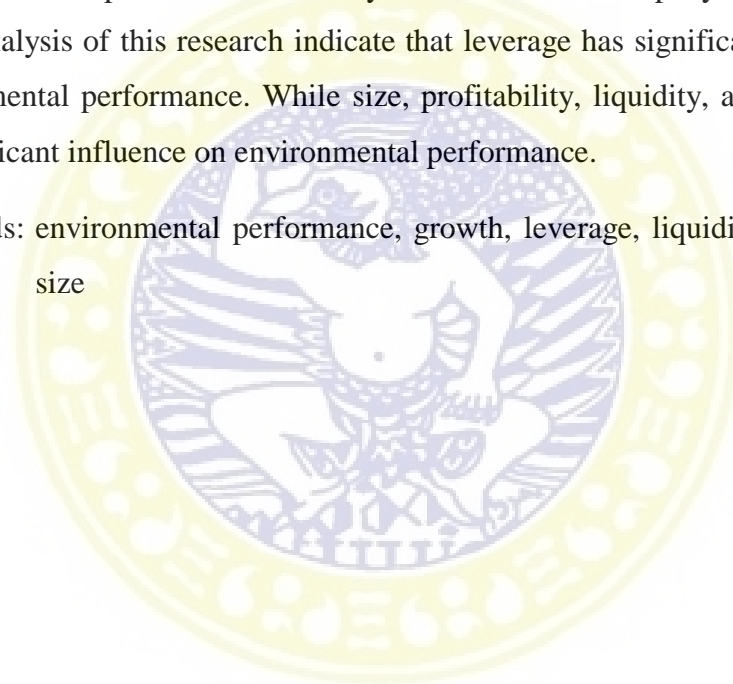 alysis of this research indicate that leverage has significa
mental performance. While size, profitability, liquidity, a
icant influence on environmental performance.
ls: environmental performance, growth, leverage, liquidi
size